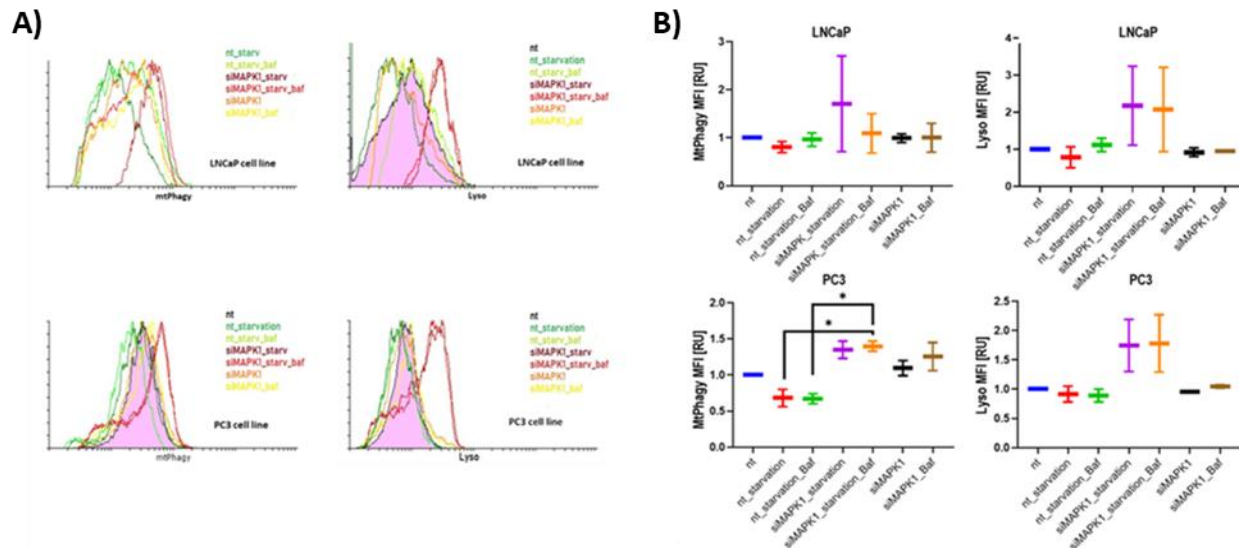 A)
nt_starv
nt_starv_baf
siMAPK1_starv
siMAPK1_starv_baf
siMAPK1
siMAPK1_baf
LNCaP cell line
mtPhagy
nt
nt_starvation
nt_starv_baf
siMAPK1_starv
siMAPK1_starv_baf
siMAPK1
siMAPK1_baf
LNCaP cell line
Lyso
nt
nt_starvation
nt_starv_baf
siMAPK1_starv
siMAPK1_starv_baf
siMAPK1
siMAPK1_baf
PC3 cell line
mtPhagy
nt
nt_starvation
nt_starv_baf
siMAPK1_starv
siMAPK1_starv_baf
siMAPK1
siMAPK1_baf
PC3 cell line
Lyso
B)
LNCaP
MtPhagy MFI [RU]
3
2
1
0
nt
nt_starvation
nt_starvation_Baf
siMAPK_starvation
siMAPK_starvation_Baf
siMAPK1
siMAPK1_Baf
LNCaP
Lyso MFI [RU]
4
3
2
1
0
nt
nt_starvation
nt_starvation_Baf
siMAPK1_starvation
siMAPK1_starvation_Baf
siMAPK1
siMAPK1_Baf
PC3
MtPhagy MFI [RU]
2.0
1.5
1.0
0.5
0.0
*
*
nt
nt_starvation
nt_starvation_Baf
siMAPK1_starvation
siMAPK1_starvation_Baf
siMAPK1
siMAPK1_Baf
PC3
Lyso MFI [RU]
2.5
2.0
1.5
1.0
0.5
0.0
nt
nt_starvation
nt_starvation_Baf
siMAPK1_starvation
siMAPK1_starvation_Baf
siMAPK1
siMAPK1_Baf